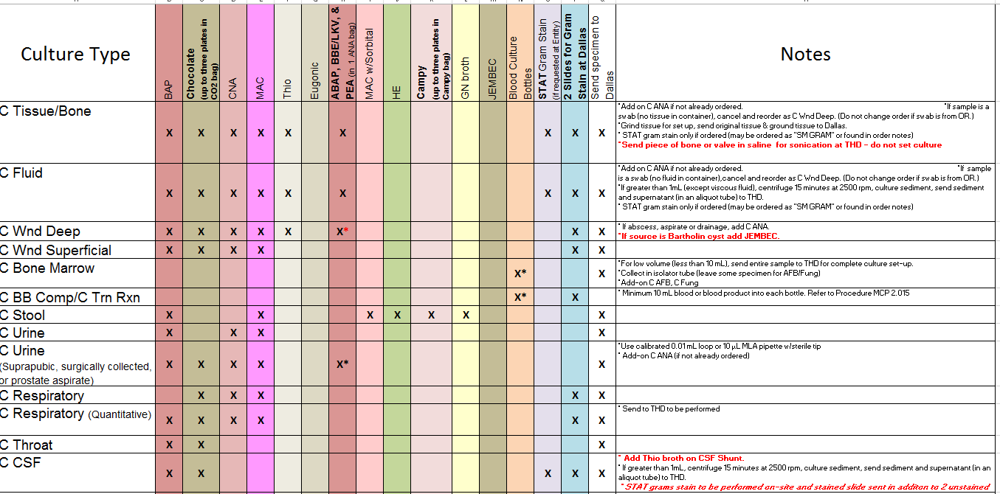 Culture Type
BAP
Chocolate
(up to three plates in
CO2 bag)
CNA
MAC
Thio
Eugonic
ABAP, BBE/LKV, &
PEA (in 1 ANA bag)
MAC w/Sorbital
HE
Campy
(up to three plates in
Campy bag)
GN broth
JEMBEC
Blood Culture
Bottles
STAT Gram Stain
(if requested at Entity)
2 Slides for Gram
Stain at Dallas
Send specimen to
Dallas
Notes
C Tissue/Bone
X X X X X X X X X
*Add on C ANA if not already ordered. *If sample is a
swab (no tissue in container), cancel and reorder as C Wnd Deep. (Do not change order if swab is from OR.)
*Grind tissue for set up, send original tissue & ground tissue to Dallas.
* STAT gram stain only if ordered (may be ordered as "SM GRAM" or found in order notes)
*Send piece of bone or valve in saline for sonication at THD - do not set culture
C Fluid
X X X X X X X X X
*Add on C ANA if not already ordered. *If sample
is a swab (no fluid in container),cancel and reorder as C Wnd Deep. (Do not change order if swab is from OR.)
*If greater than 1mL (except viscous fluid), centrifuge 15 minutes at 2500 rpm, culture sediment, send sediment
and supernatant (in an aliquot tube) to THD.
* STAT gram stain only if ordered (may be ordered as "SM GRAM" or found in order notes)
C Wnd Deep
X X X X X X* X X
* If abscess, aspirate or drainage, add C ANA.
*If source is Bartholin cyst add JEMBEC.
C Wnd Superficial
X X X X X X
C Bone Marrow
X* X
*For low volume (less than 10 mL), send entire sample to THD for complete culture set-up.
*Collect in isolator tube (leave some specimen for AFB/Fung)
*Add-on C AFB, C Fung
C BB Comp/C Trn Rxn
X* X
* Minimum 10 mL blood or blood product into each bottle. Refer to Procedure MCP 2.015
C Stool
X X X X X X X
C Urine
X X X X
C Urine
(Suprapubic, surgically collected,
or prostate aspirate)
X X X X X* X
*Use calibrated 0.01 mL loop or 10 µL MLA pipette w/sterile tip
* Add-on C ANA (if not already ordered)
C Respiratory
X X X X X
C Respiratory (Quantitative)
X X X X X X
* Send to THD to be performed
C Throat
X X X
C CSF
X X X X X
* Add Thio broth on CSF Shunt.
* If greater than 1mL, centrifuge 15 minutes at 2500 rpm, culture sediment, send sediment and supernatant (in an
aliquot tube) to THD.
* STAT grams stain to be performed on-site and stained slide sent in additon to 2 unstained